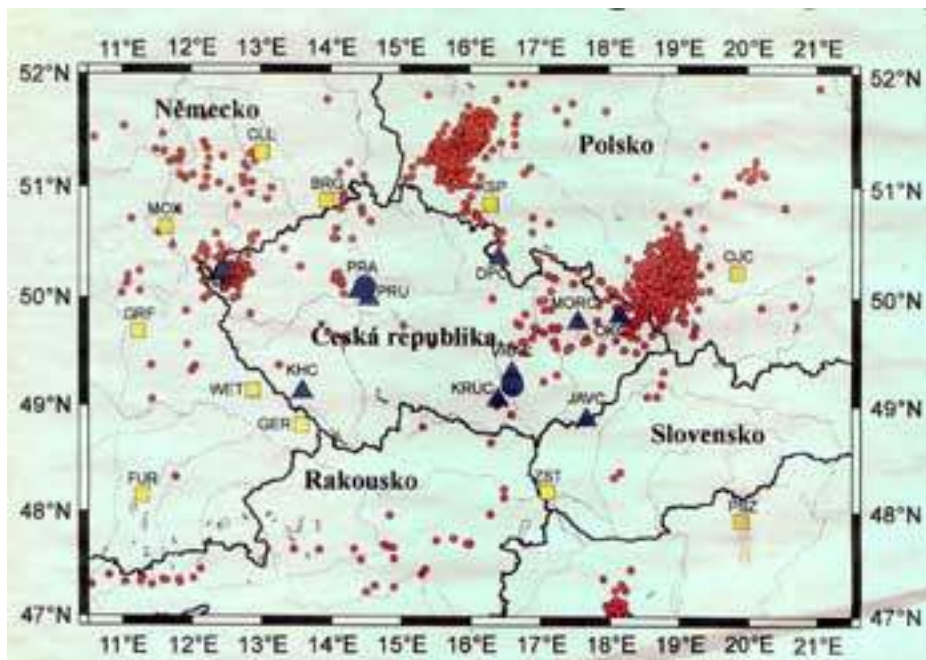 11°E 12°E 13°E 14°E 15°E 16°E 17°E 18°E 19°E 20°E 21°E
52°N 52°N
Německo
CLL
Polsko
51°N 51°N
BRG
KSP
MOX
DPC
OJC
PRA
PRU
50°N 50°N
MORC
OKC
GRF
Česká republika
VRAC
KHC
WET
KRUC
JAVC
49°N 49°N
GER
Slovensko
Rakousko
FUR
ZST
PSZ
48°N 48°N
47°N 47°N
11°E 12°E 13°E 14°E 15°E 16°E 17°E 18°E 19°E 20°E 21°E